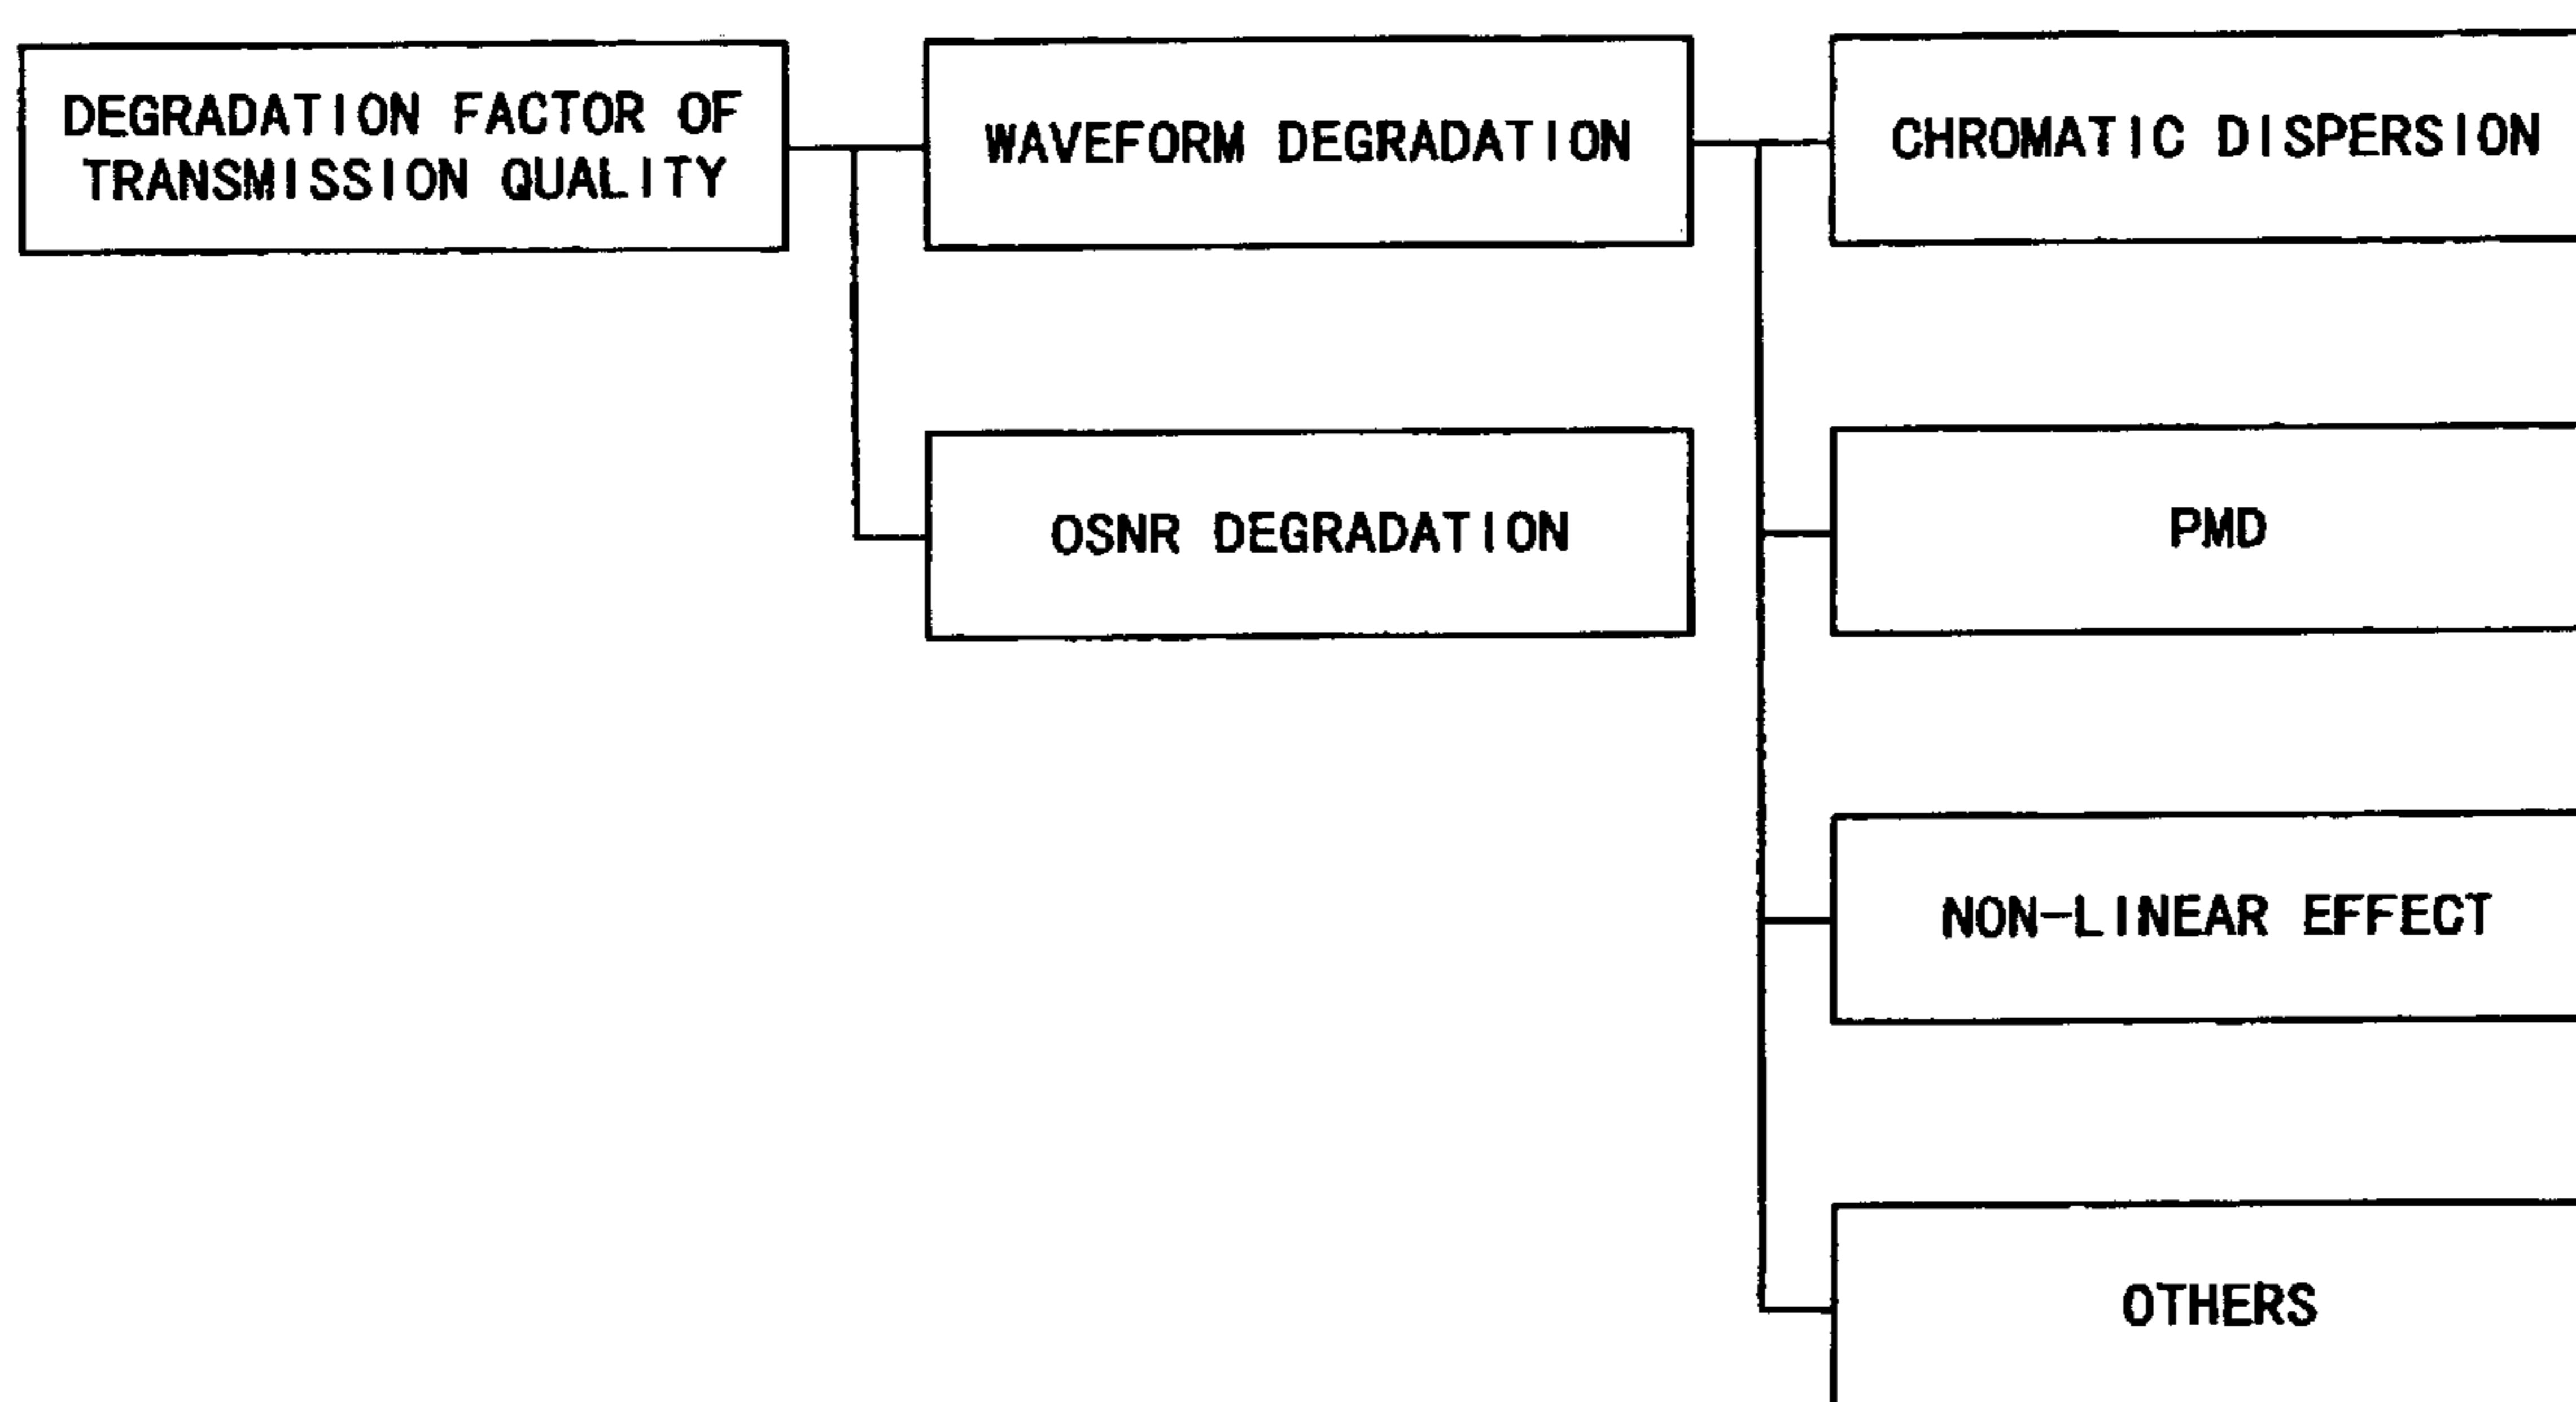 DEGRADATION FACTOR OF
TRANSMISSION QUALITY
WAVEFORM DEGRADATION
CHROMATIC DISPERSION
OSNR DEGRADATION
PMD
NON-LINEAR EFFECT
OTHERS